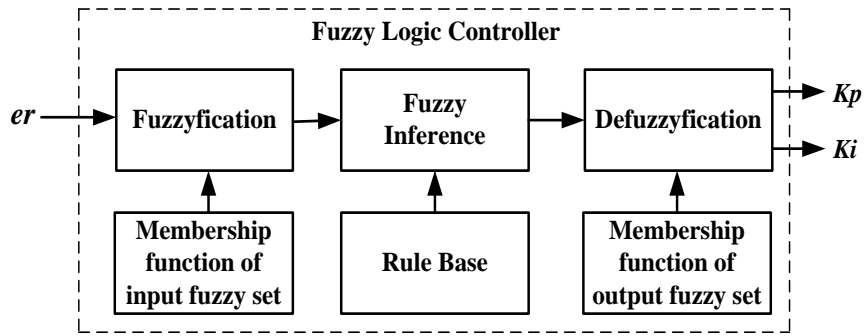 Fuzzy Logic Controller
er
Fuzzyfication
Fuzzy
Inference
Defuzzyfication
Kp
Ki
Membership
function of
input fuzzy set
Rule Base
Membership
function of
output fuzzy set